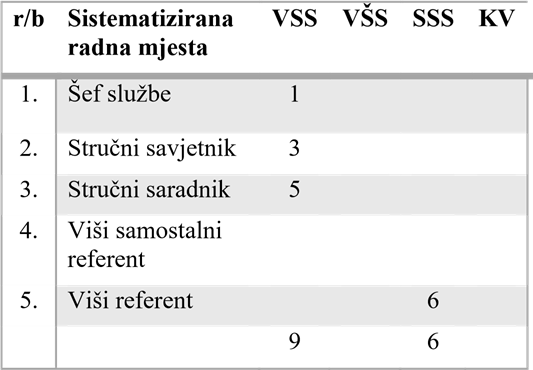 r/b Sistematizirana radna mjesta VSS VŠS SSS KV
1. Šef službe 1
2. Stručni savjetnik 3
3. Stručni saradnik 5
4. Viši samostalni referent
5. Viši referent 6
9 6